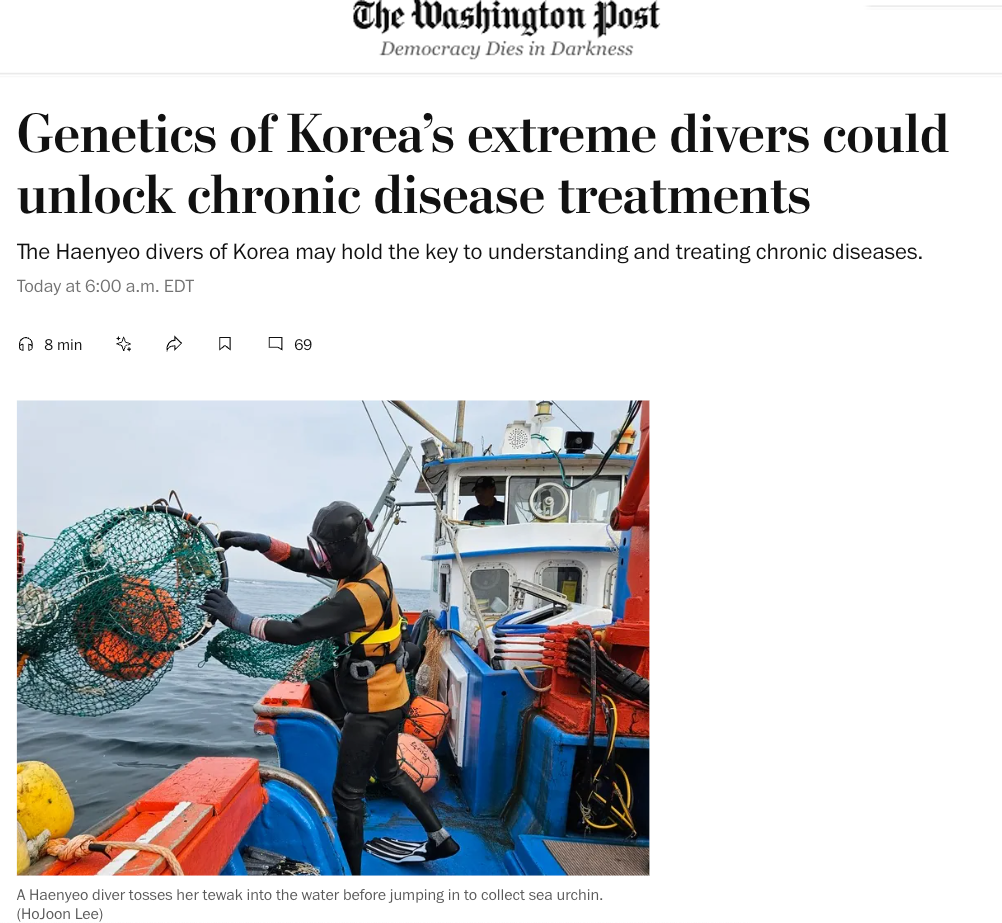 The Washington Post
Democracy Dies in Darkness
Genetics of Korea’s extreme divers could
unlock chronic disease treatments
The Haenyeo divers of Korea may hold the key to understanding and treating chronic diseases.
Today at 6:00 a.m. EDT
8 min
69
A Haenyeo diver tosses her tewak into the water before jumping in to collect sea urchin.
(HoJoon Lee)